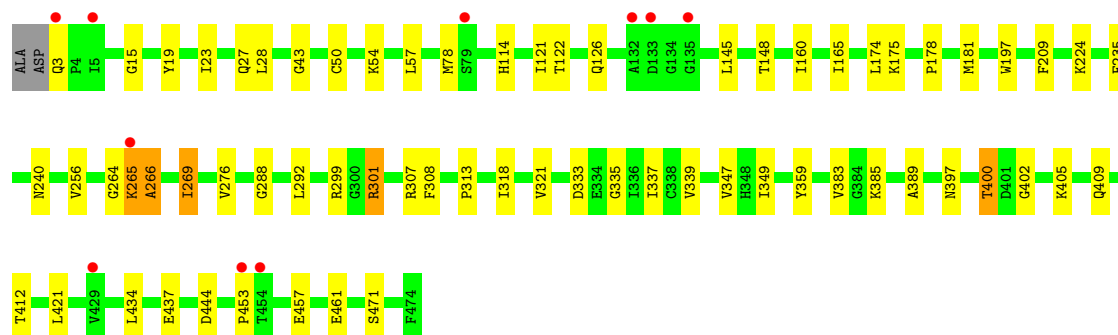 ALA ASP Q3 P4 I5 G15 Y19 I23 Q27 L28 G43 C50 K54 L57 M78 S79 H114 I121 T122 Q126 A132 D133 G134 G135 L145 T148 I160 I165 L174 K175 P178 M181 W197 F209 K224
N240 V256 G264 K265 A266 I269 V276 G288 L292 R299 G300 R301 R307 F308 P313 I318 V321 D333 E334 G335 I336 I337 C338 V339 V347 H348 I349 Y359 V383 G384 K385 A389 N397 T400 D401 G402 K405 Q409
T412 L421 V429 L434 E437 D444 P453 T454 E457 E461 S471 F474